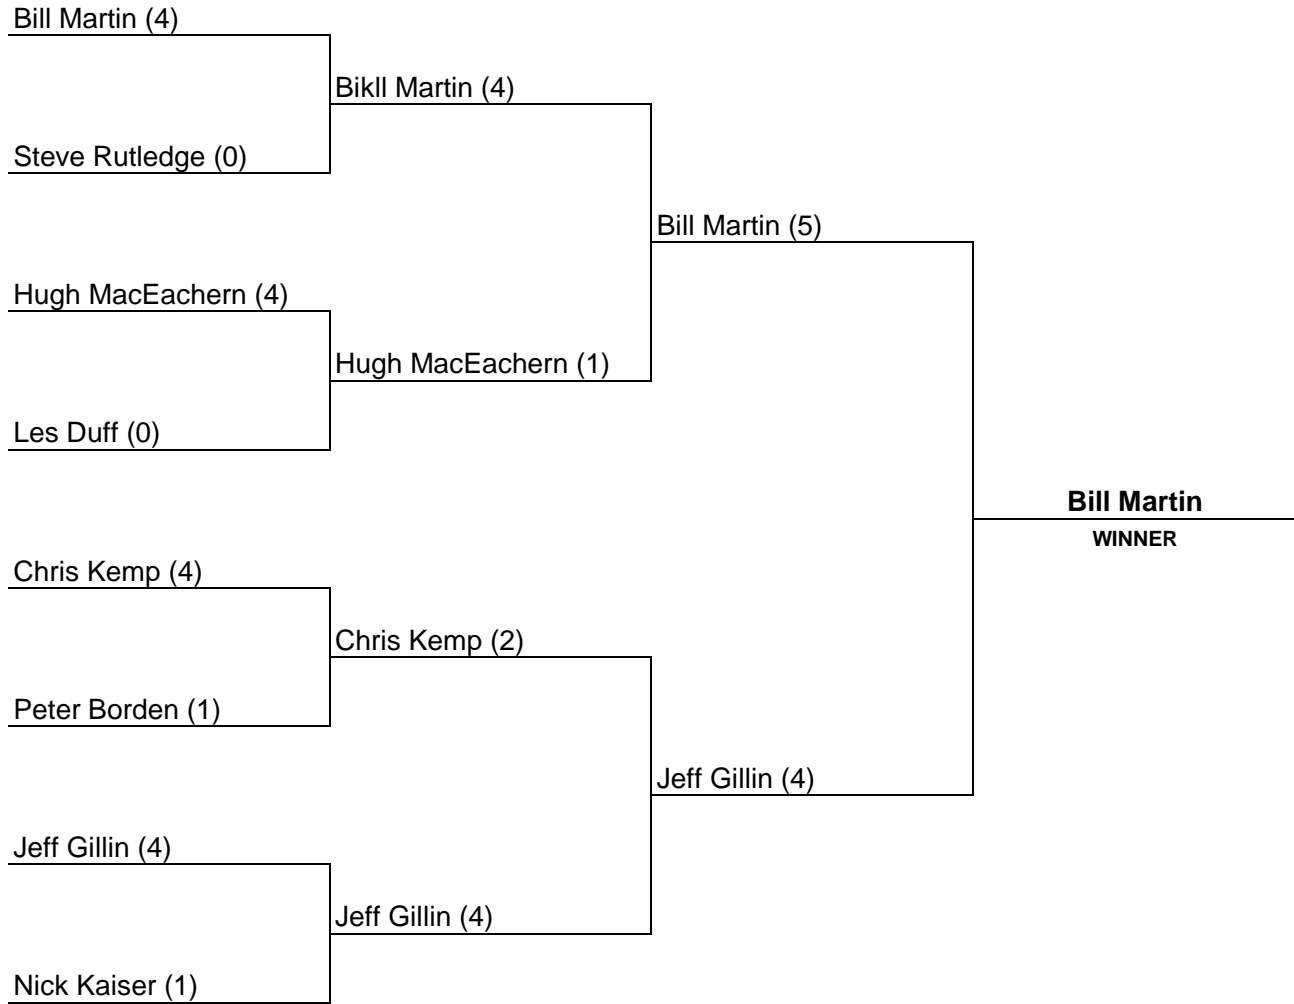 Bill Martin (4)
Bikll Martin (4)
Steve Rutledge (0)
Bill Martin (5)
Hugh MacEachern (4)
Hugh MacEachern (1)
Les Duff (0)
Bill Martin
WINNER
Chris Kemp (4)
Chris Kemp (2)
Peter Borden (1)
Jeff Gillin (4)
Jeff Gillin (4)
Jeff Gillin (4)
Nick Kaiser (1)